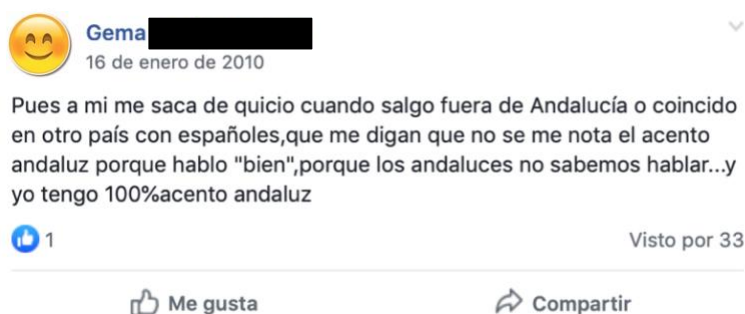 Gema
16 de enero de 2010
Pues a mi me saca de quicio cuando salgo fuera de Andalucía o coincido
en otro país con españoles,que me digan que no se me nota el acento
andaluz porque hablo "bien",porque los andaluces no sabemos hablar...y
yo tengo 100%acento andaluz
1
Visto por 33
Me gusta
Compartir